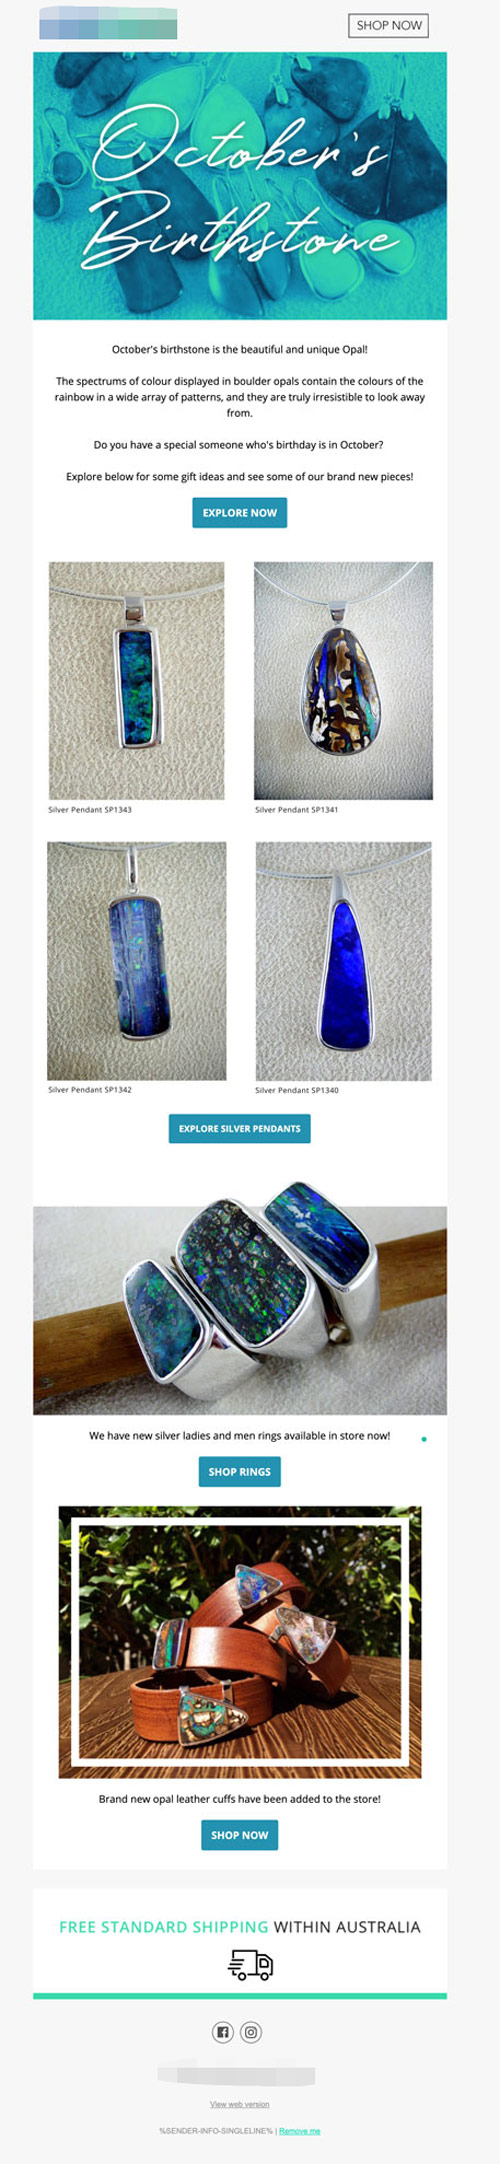 SHOP NOW
October's
Birthstone
October's birthstone is the beautiful and unique Opal!
The spectrums of colour displayed in boulder opals contain the colours of the
rainbow in a wide array of patterns, and they are truly irresistible to look away
from.
Do you have a special someone who's birthday is in October?
Explore below for some gift ideas and see some of our brand new pieces!
EXPLORE NOW
Silver Pendant SP1343
Silver Pendant SP1341
Silver Pendant SP1342
Silver Pendant SP1340
EXPLORE SILVER PENDANTS
We have new silver ladies and men rings available in store now!
SHOP RINGS
Brand new opal leather cuffs have been added to the store!
SHOP NOW
FREE STANDARD SHIPPING WITHIN AUSTRALIA
View web version
%SENDER-INFO-SINGLELINE% | Remove me